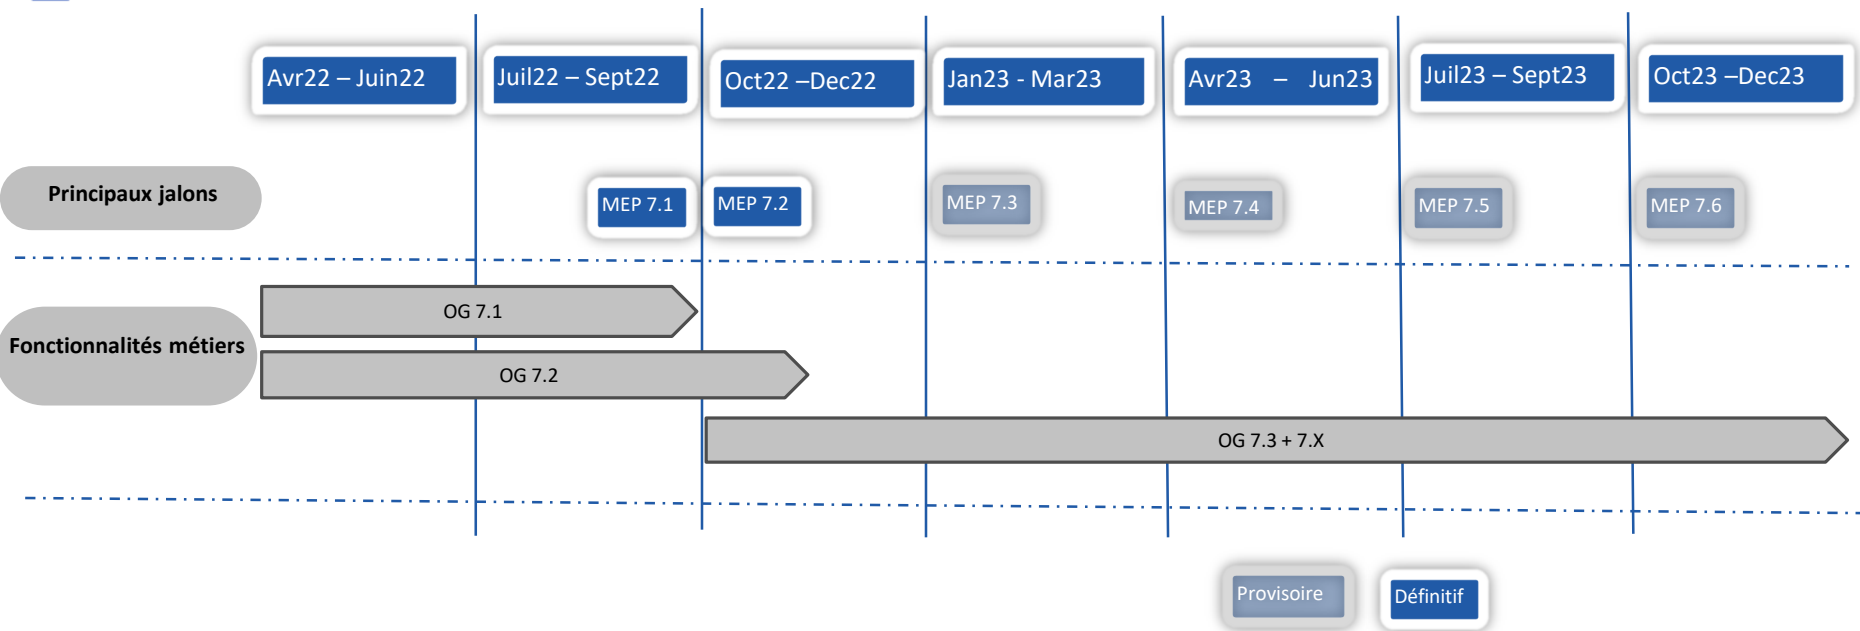 Avr22 – Juin22
Juil22 – Sept22
Oct22 –Dec22
Jan23 - Mar23
Avr23 – Jun23
Juil23 – Sept23
Oct23 –Dec23
Principaux jalons
MEP 7.1
MEP 7.2
MEP 7.3
MEP 7.4
MEP 7.5
MEP 7.6
Fonctionnalités métiers
OG 7.1
OG 7.2
OG 7.3 + 7.X
Provisoire
Définitif